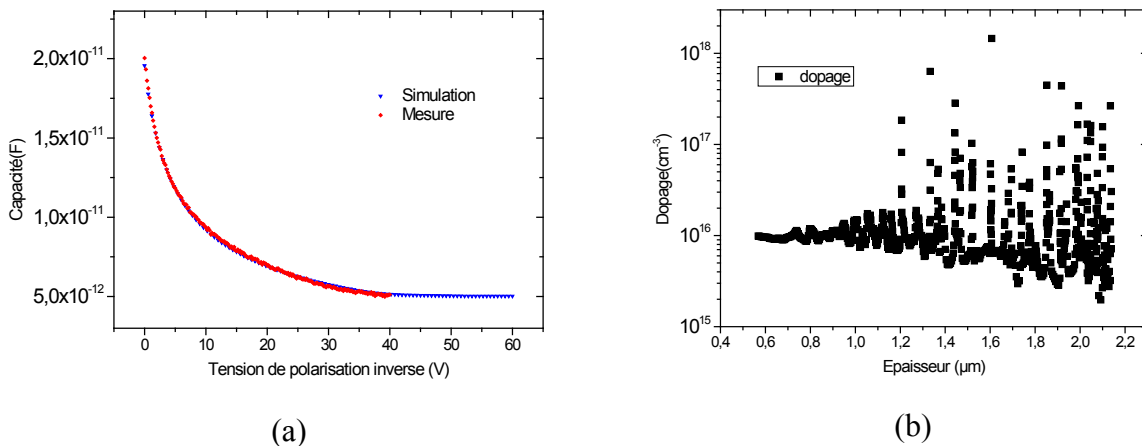 2,0x10⁻¹¹
1,5x10⁻¹¹
1,0x10⁻¹¹
5,0x10⁻¹²
Capacité(F)
Simulation
Mesure
0 10 20 30 40 50 60
Tension de polarisation inverse (V)
(a)
10¹⁸
10¹⁷
10¹⁶
10¹⁵
Dopage(cm⁻³)
dopage
0,4 0,6 0,8 1,0 1,2 1,4 1,6 1,8 2,0 2,2
Epaisseur (µm)
(b)